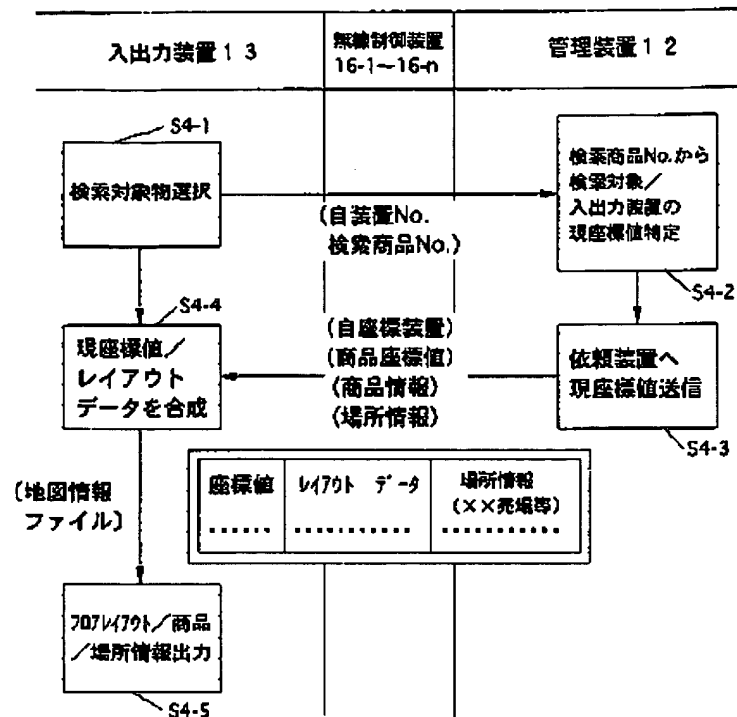 入出力装置13
無線制御装置
16-1~16-n
管理装置12
S4-1
検索対象物選択
(自装置No.
検索商品No.)
検索商品No.から
検索対象/
入出力装置の
現座標値特定
S4-2
S4-4
現座標値/
レイアウト
データを合成
(自座標装置)
(商品座標値)
(商品情報)
(場所情報)
依頼装置へ
現座標値送信
S4-3
(地図情報
ファイル)
座標値
レイアウト データ
場所情報
(××売場等)
......
...........
............
フロアレイアウト/商品
/場所情報出力
S4-5